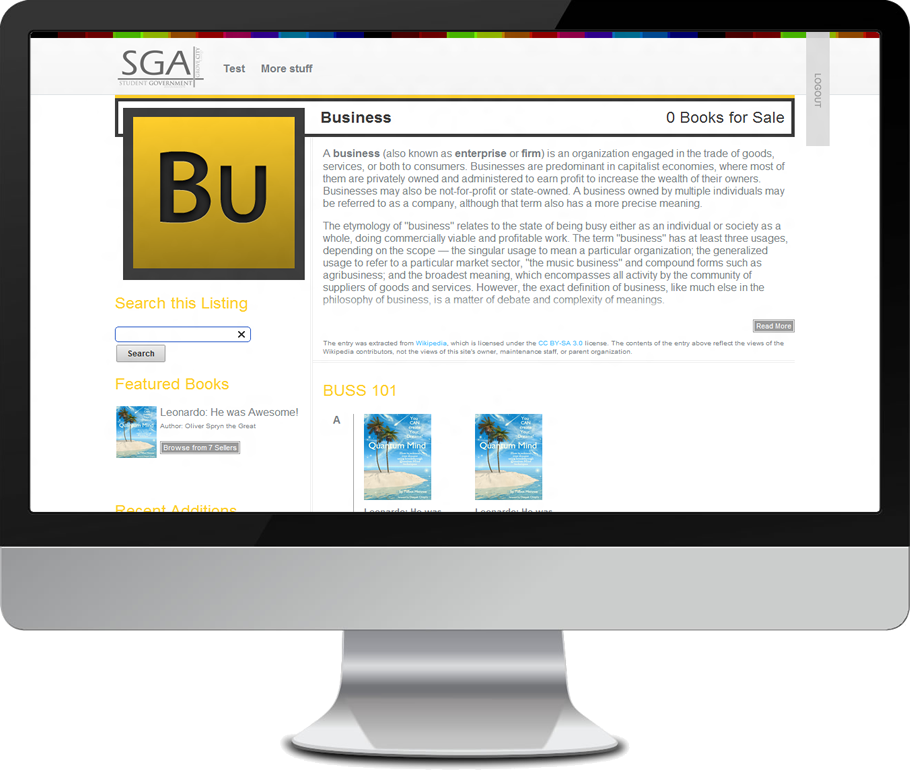 SGA
STUDENT GOVERNMENT
Test
More stuff
LOGOUT
Business
0 Books for Sale
Bu
A business (also known as enterprise or firm) is an organization engaged in the trade of goods,
services, or both to consumers. Businesses are predominant in capitalist economies, where most of
them are privately owned and administered to earn profit to increase the wealth of their owners.
Businesses may also be not-for-profit or state-owned. A business owned by multiple individuals may
be referred to as a company, although that term also has a more precise meaning.
The etymology of "business" relates to the state of being busy either as an individual or society as a
whole, doing commercially viable and profitable work. The term "business" has at least three usages,
depending on the scope — the singular usage to mean a particular organization; the generalized
usage to refer to a particular market sector, "the music business" and compound forms such as
agribusiness; and the broadest meaning, which encompasses all activity by the community of
suppliers of goods and services. However, the exact definition of business, like much else in the
philosophy of business, is a matter of debate and complexity of meanings.
Read More
The entry was extracted from Wikipedia, which is licensed under the CC BY-SA 3.0 license. The contents of the entry above reflect the views of the
Wikipedia contributors, not the views of this site's owner, maintenance staff, or parent organization.
Search this Listing
Search
Featured Books
Quantum Mind
Leonardo: He was Awesome!
Author: Oliver Spryn the Great
Browse from 7 Sellers
Recent Additions
BUSS 101
A
You
CAN
Quantum Mind
Leonardo: He was
You
CAN
Quantum Mind
Leonardo: He was